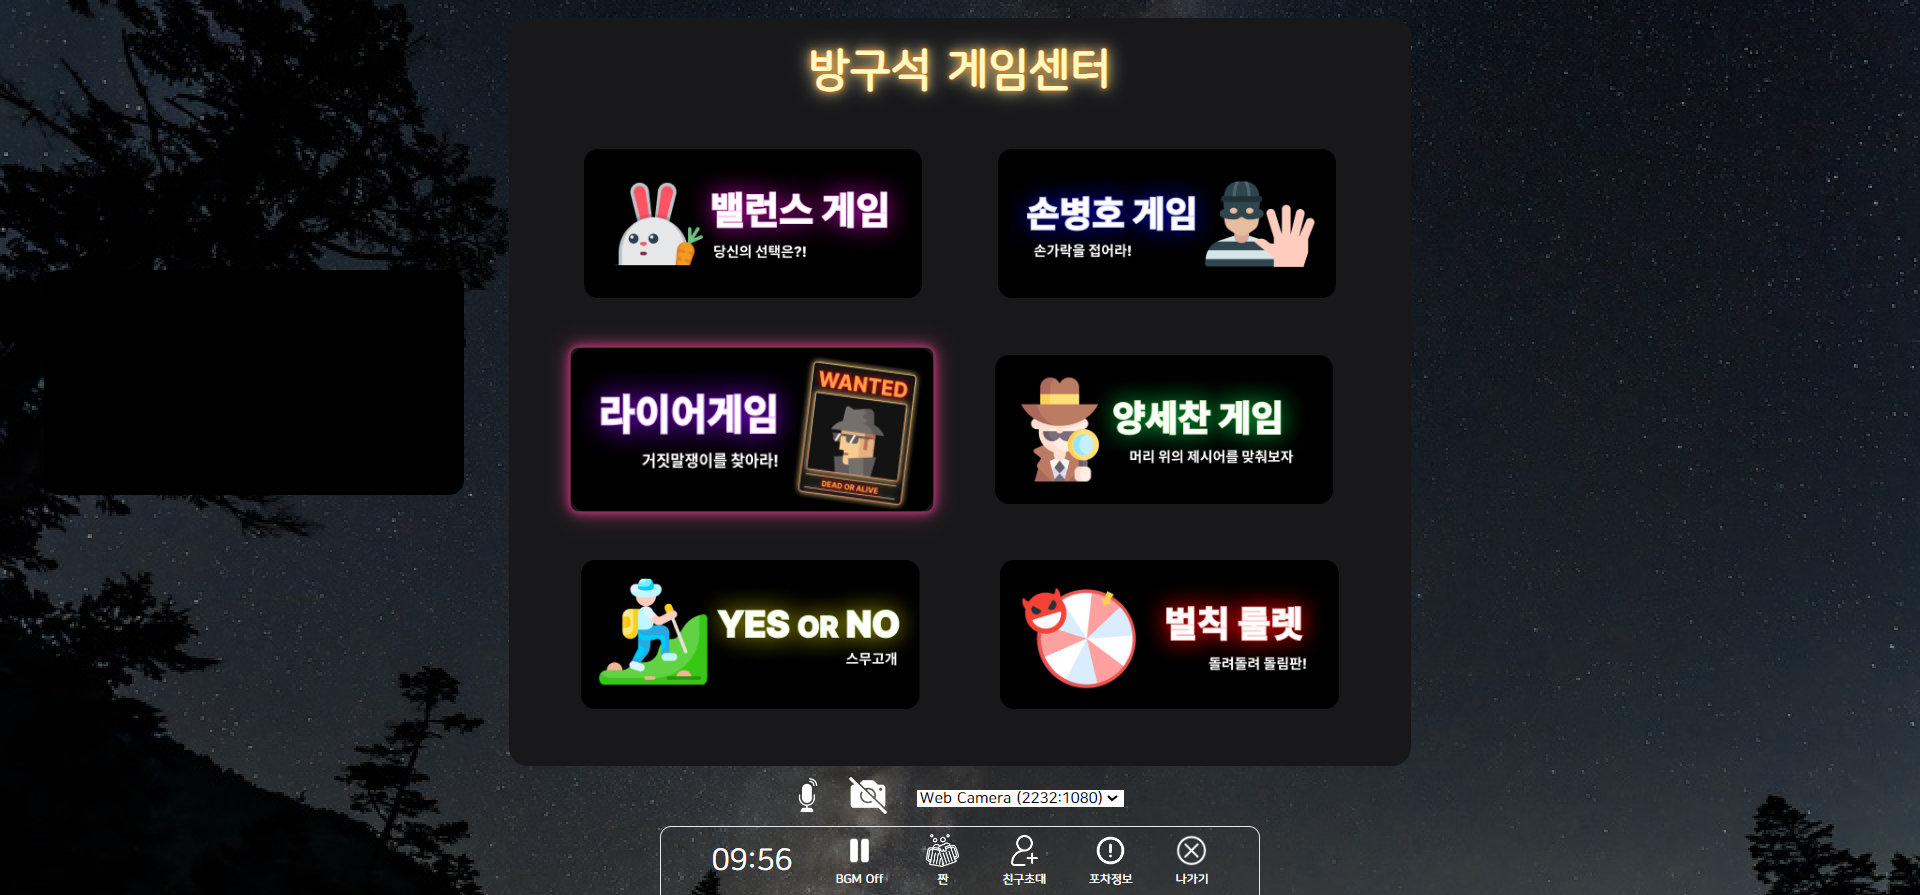 방구석 게임센터
밸런스 게임
당신의 선택은?!
손병호 게임
손가락을 접어라!
라이어게임
거짓말쟁이를 찾아라!
WANTED
DEAD OR ALIVE
양세찬 게임
머리 위의 제시어를 맞춰보자
YES OR NO
스무고개
벌칙 룰렛
돌려돌려 돌림판!
Web Camera (2232:1080)
09:56
BGM Off
짠
친구초대
포차정보
나가기